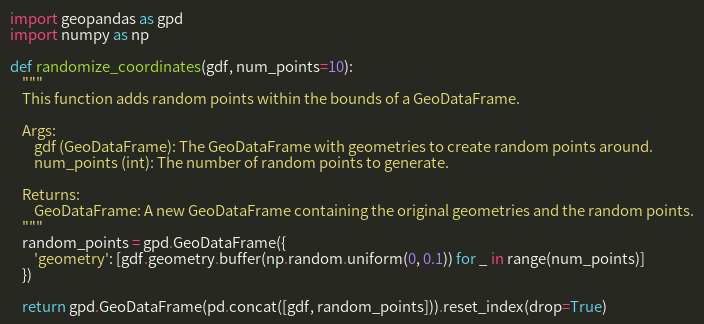 import geopandas as gpd
import numpy as np

def randomize_coordinates(gdf, num_points=10):
    """
    This function adds random points within the bounds of a GeoDataFrame.

    Args:
        gdf (GeoDataFrame): The GeoDataFrame with geometries to create random points around.
        num_points (int): The number of random points to generate.

    Returns:
        GeoDataFrame: A new GeoDataFrame containing the original geometries and the random points.
    """
    random_points = gpd.GeoDataFrame({
        'geometry': [gdf.geometry.buffer(np.random.uniform(0, 0.1)) for _ in range(num_points)]
    })

    return gpd.GeoDataFrame(pd.concat([gdf, random_points])).reset_index(drop=True)